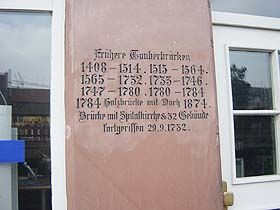 Frühere Tauberbrücken
1408 – 1514. 1515 – 1564.
1565 – 1732. 1733 – 1746.
1747 – 1780. 1780 – 1784
1784 Holzbrücke mit Dach 1874.
Brücke mit Spitalkirche & 32 Gebäude
fortgerissen 29.9.1732.